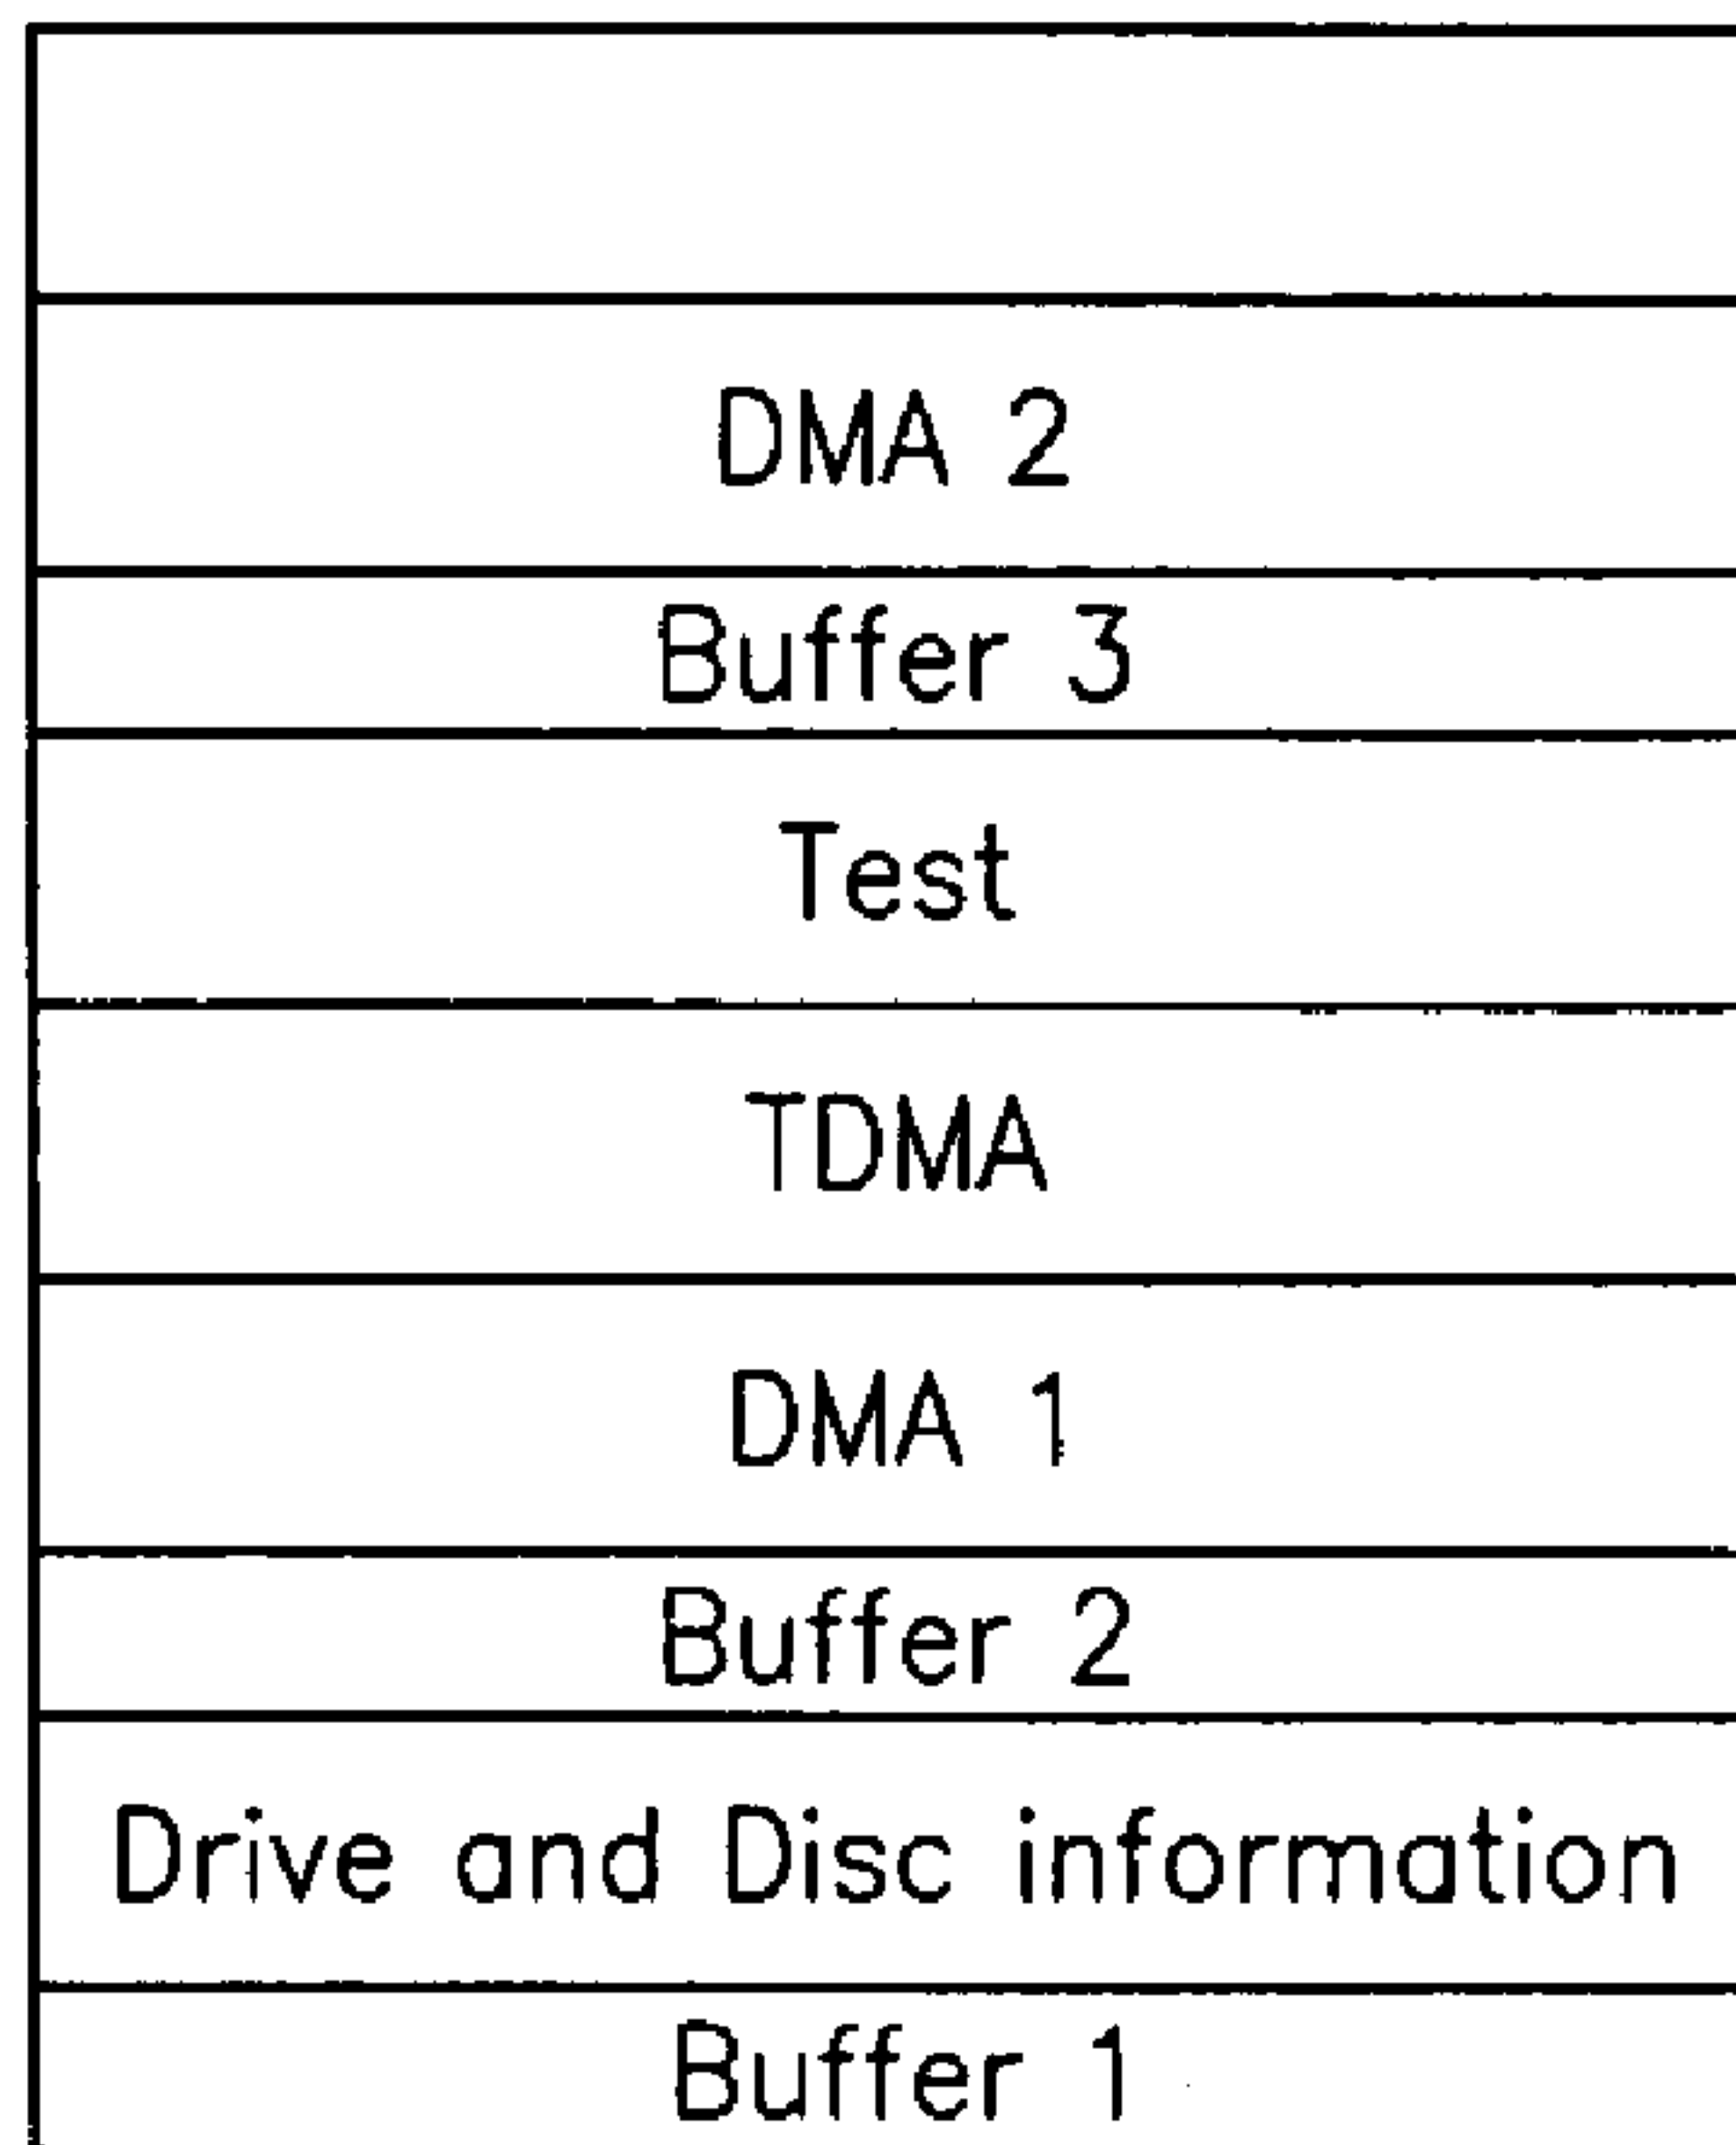 DMA 2
Buffer 3
Test
TDMA
DMA 1
Buffer 2
Drive and Disc information
Buffer 1